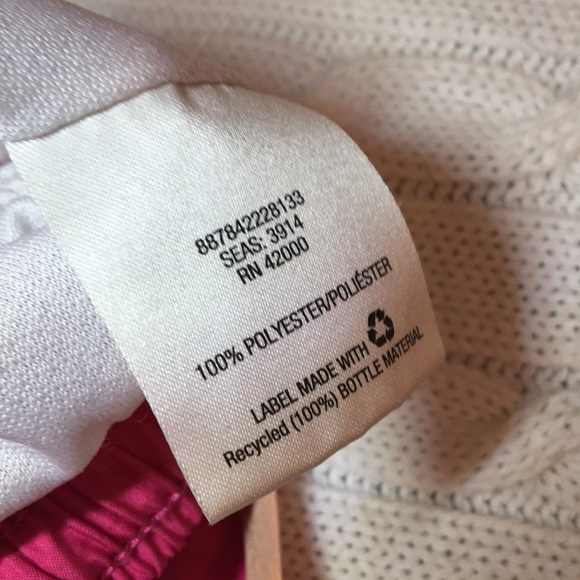 887842228133
SEAS: 3914
RN 42000
100% POLYESTER/POLIÉSTER
LABEL MADE WITH
Recycled (100%) BOTTLE MATERIAL